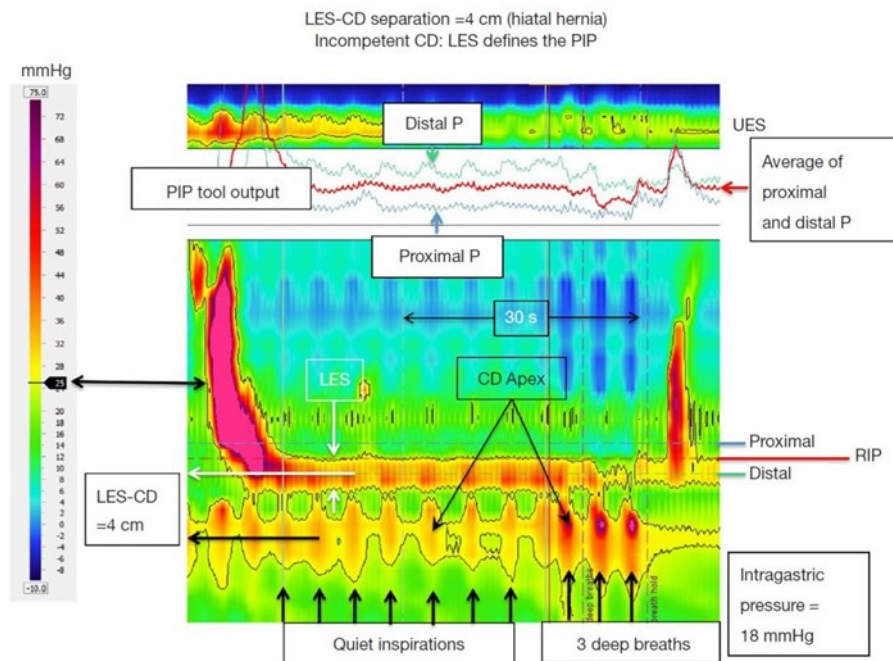 LES-CD separation =4 cm (hiatal hernia)
Incompetent CD: LES defines the PIP
mmHg
75.0
72
68
64
60
56
52
48
44
40
36
32
28
25
20
18
16
14
12
10
8
6
4
2
0
-2
-4
-6
-8
-10.0
Distal P
UES
PIP tool output
Average of
proximal
and distal P
Proximal P
30 s
LES
CD Apex
Proximal
RIP
Distal
LES-CD
=4 cm
deep breaths
breath hold
Intragastric
pressure =
18 mmHg
Quiet inspirations
3 deep breaths